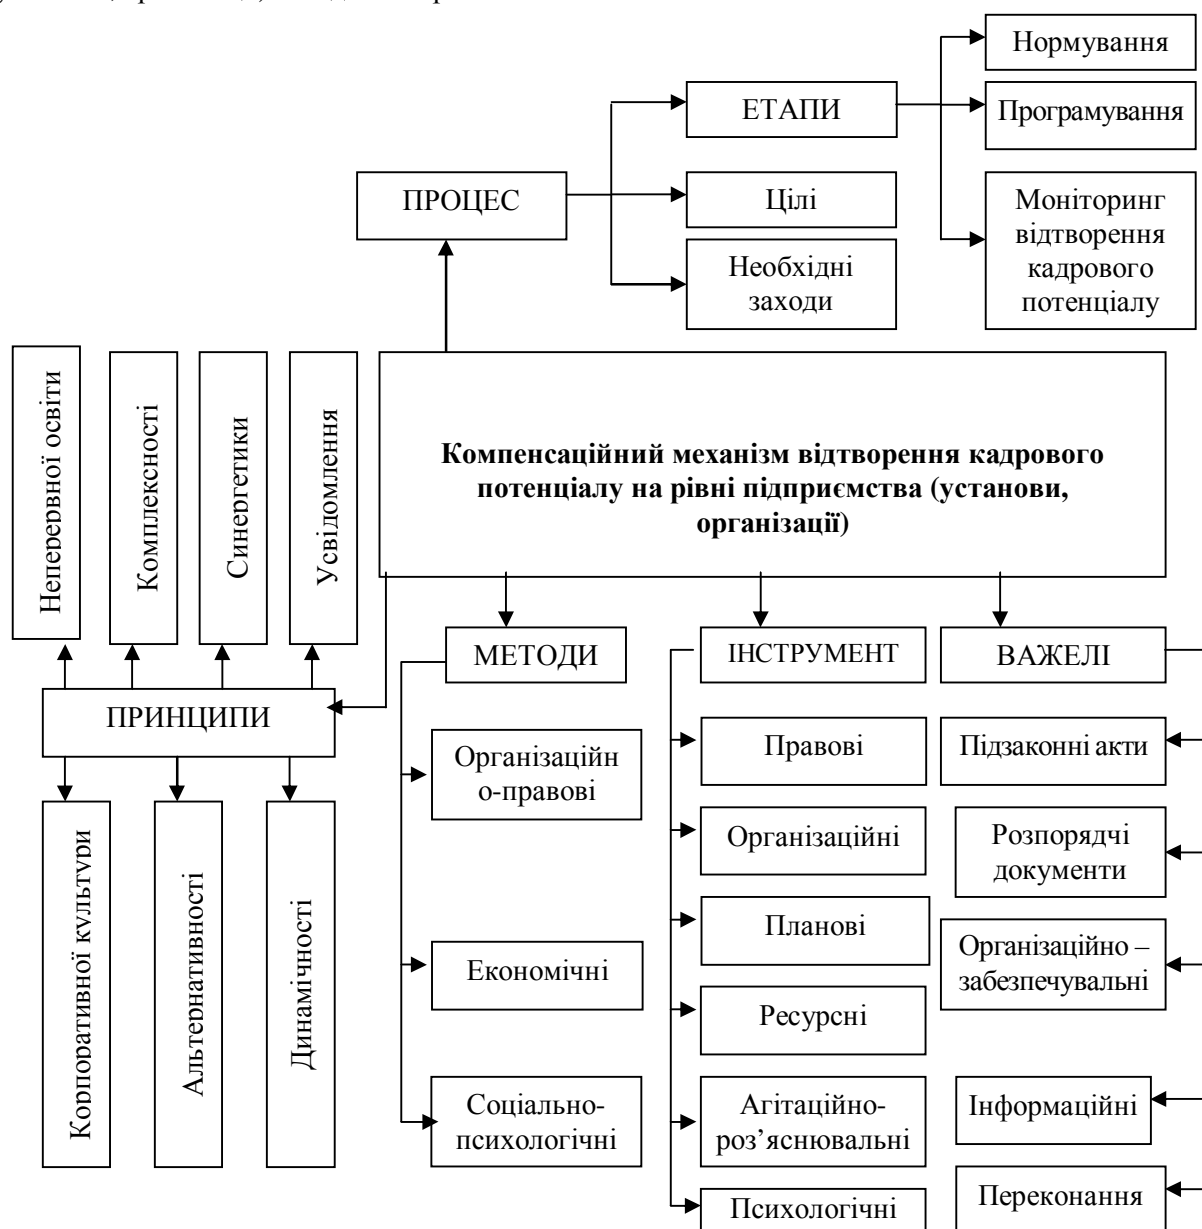 Нормування
ЕТАПИ
Програмування
ПРОЦЕС
Цілі
Моніторинг
відтворення
кадрового
потенціалу
Необхідні
заходи
Неперервної освіти
Комплексності
Синергетики
Усвідомлення
Компенсаційний механізм відтворення кадрового
потенціалу на рівні підприємства (установи,
організації)
МЕТОДИ
ІНСТРУМЕНТ
ВАЖЕЛІ
ПРИНЦИПИ
Корпоративної культури
Альтернативності
Динамічності
Організаційн
о-правові
Економічні
Соціально-
психологічні
Правові
Організаційні
Планові
Ресурсні
Агітаційно-
роз’яснювальні
Психологічні
Підзаконні акти
Розпорядчі
документи
Організаційно –
забезпечувальні
Інформаційні
Переконання